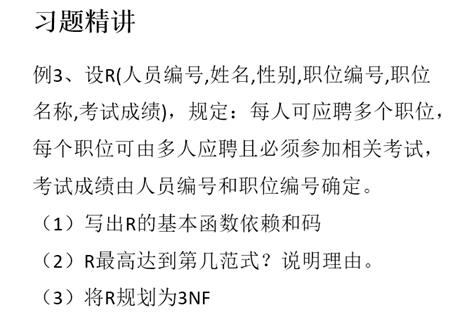 习题精讲
例3、设R(人员编号,姓名,性别,职位编号,职位
名称,考试成绩)，规定：每人可应聘多个职位，
每个职位可由多人应聘且必须参加相关考试，
考试成绩由人员编号和职位编号确定。
（1）写出R的基本函数依赖和码
（2）R最高达到第几范式？说明理由。
（3）将R规划为3NF